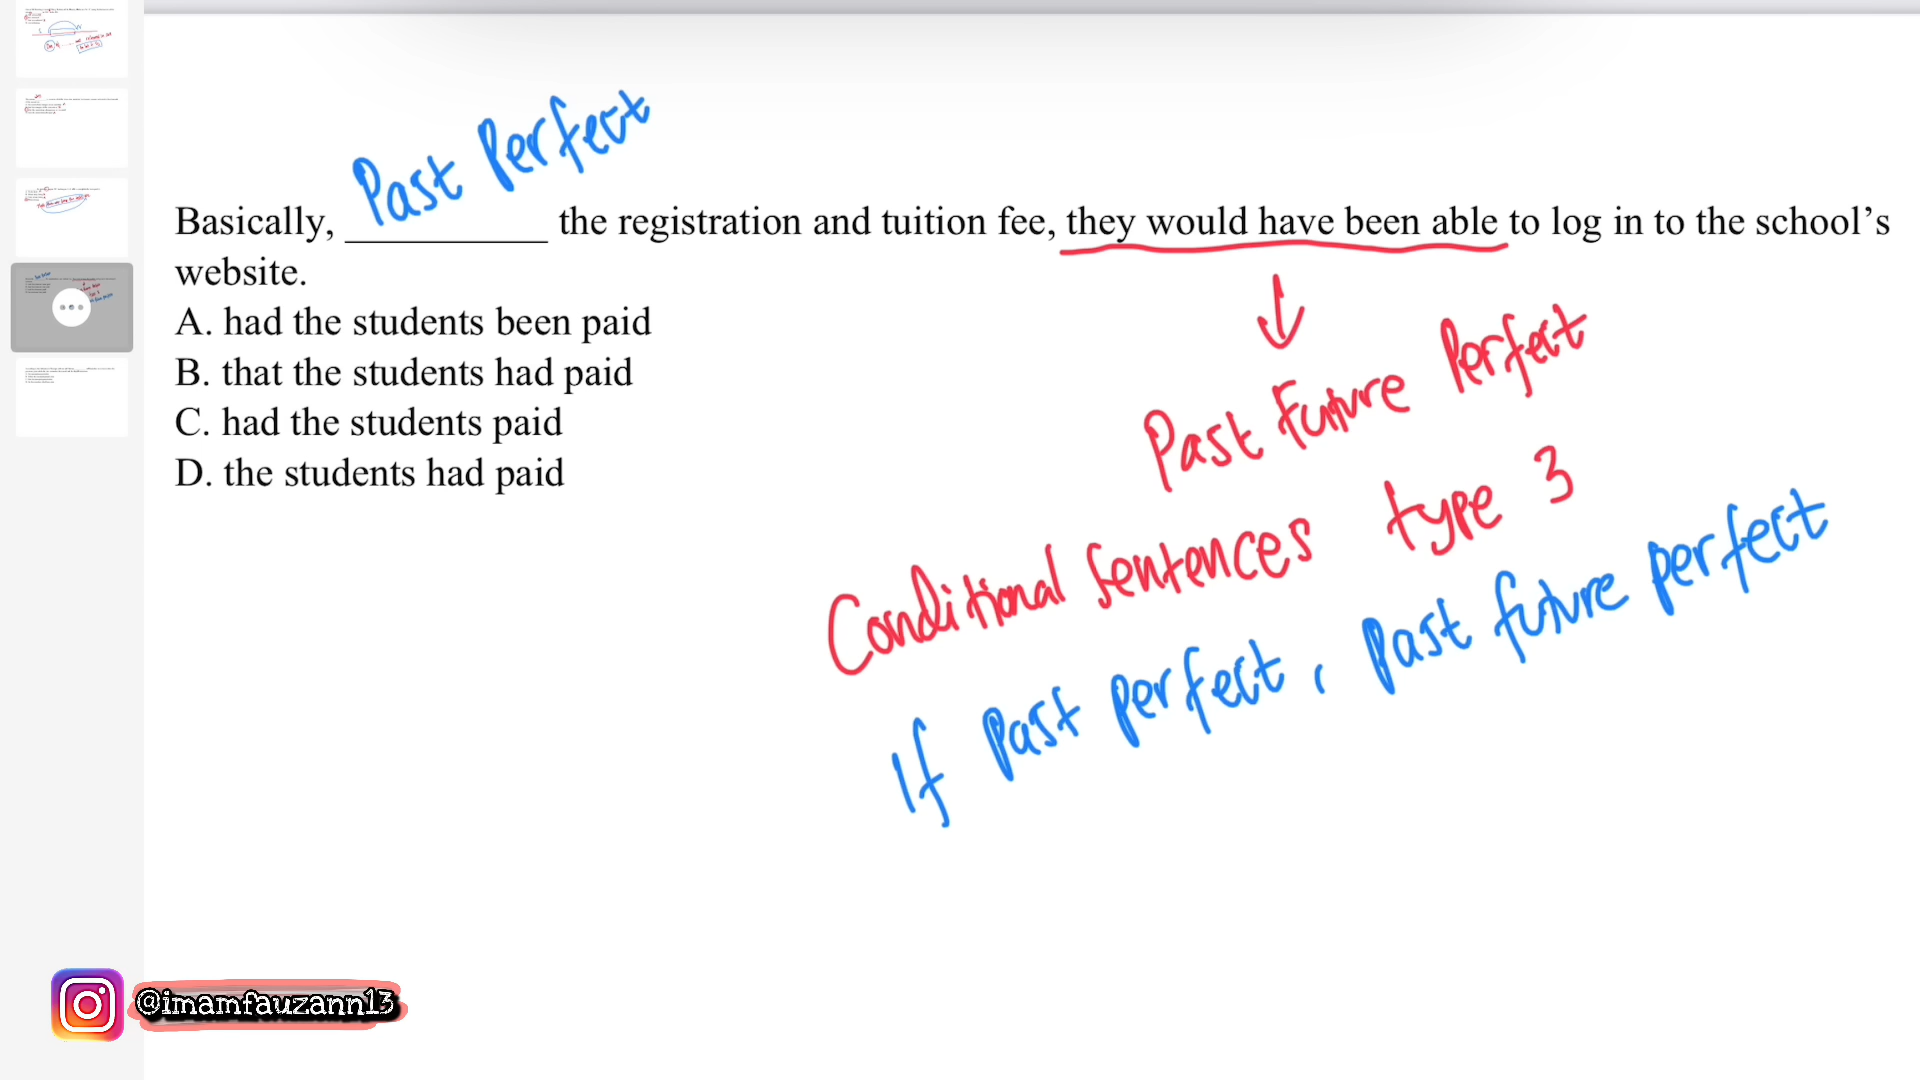 Past Perfect
Basically, __________ the registration and tuition fee, they would have been able to log in to the school’s
website.
A. had the students been paid
B. that the students had paid
C. had the students paid
D. the students had paid
Past Future Perfect
Conditional Sentences type 3
If Past perfect, Past future perfect
@imamfauzann13